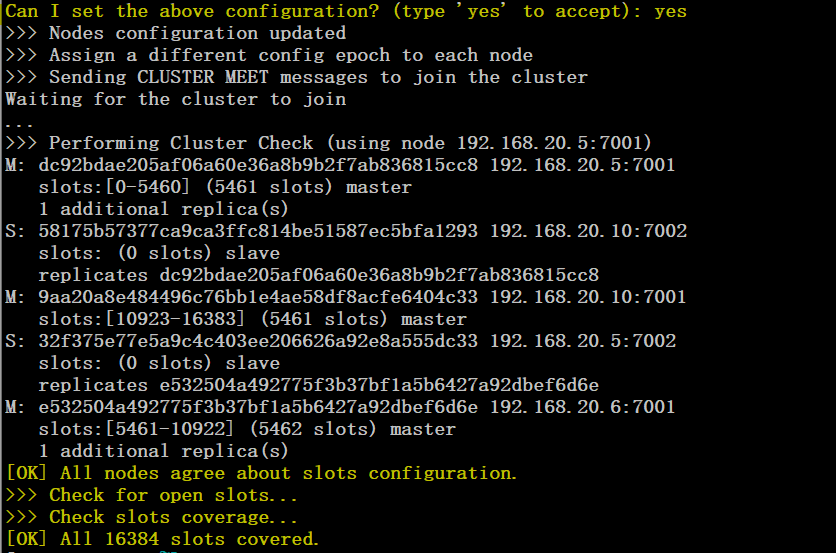 Can I set the above configuration? (type 'yes' to accept): yes
>>> Nodes configuration updated
>>> Assign a different config epoch to each node
>>> Sending CLUSTER MEET messages to join the cluster
Waiting for the cluster to join
...
>>> Performing Cluster Check (using node 192.168.20.5:7001)
M: dc92bdae205af06a60e36a8b9b2f7ab836815cc8 192.168.20.5:7001
   slots:[0-5460] (5461 slots) master
   1 additional replica(s)
S: 58175b57377ca9ca3ffc814be51587ec5bfa1293 192.168.20.10:7002
   slots: (0 slots) slave
   replicates dc92bdae205af06a60e36a8b9b2f7ab836815cc8
M: 9aa20a8e484496c76bb1e4ae58df8acfe6404c33 192.168.20.10:7001
   slots:[10923-16383] (5461 slots) master
S: 32f375e77e5a9c4c403ee206626a92e8a555dc33 192.168.20.5:7002
   slots: (0 slots) slave
   replicates e532504a492775f3b37bf1a5b6427a92dbef6d6e
M: e532504a492775f3b37bf1a5b6427a92dbef6d6e 192.168.20.6:7001
   slots:[5461-10922] (5462 slots) master
   1 additional replica(s)
[OK] All nodes agree about slots configuration.
>>> Check for open slots...
>>> Check slots coverage...
[OK] All 16384 slots covered.